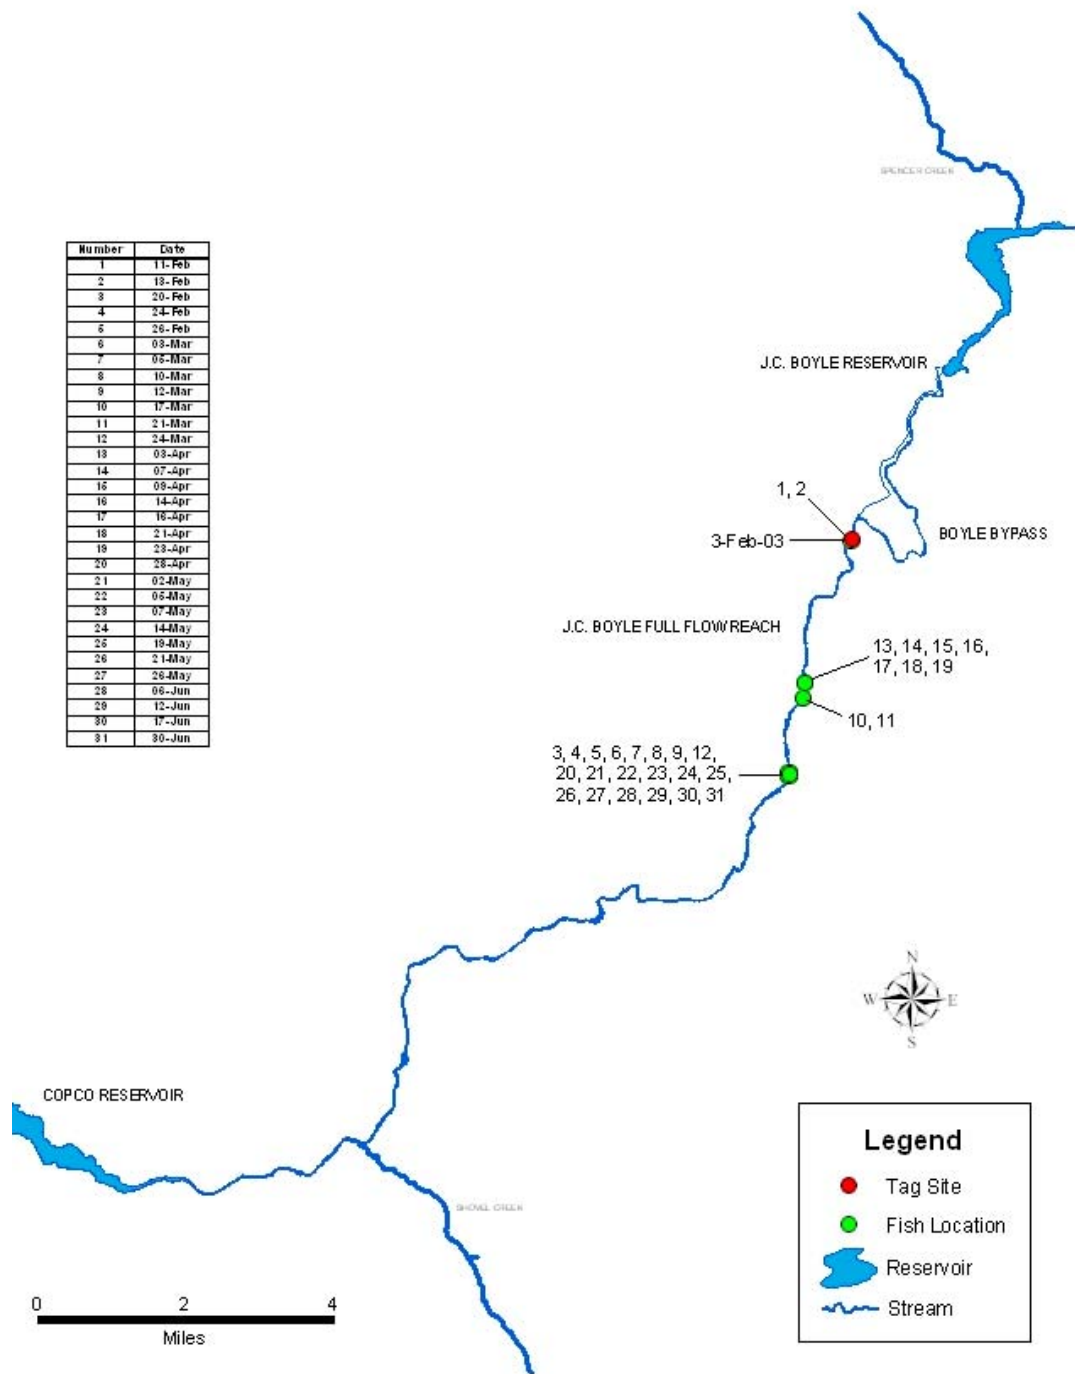 SPENCER CREEK
Number Date
1 11-Feb
2 13-Feb
3 20-Feb
4 24-Feb
5 26-Feb
6 03-Mar
7 05-Mar
8 10-Mar
9 12-Mar
10 17-Mar
11 21-Mar
12 24-Mar
13 03-Apr
14 07-Apr
15 09-Apr
16 14-Apr
17 16-Apr
18 21-Apr
19 23-Apr
20 28-Apr
21 02-May
22 05-May
23 07-May
24 14-May
25 19-May
26 21-May
27 26-May
28 06-Jun
29 12-Jun
30 17-Jun
31 30-Jun
J.C. BOYLE RESERVOIR
1, 2
3-Feb-03
BOYLE BYPASS
J.C. BOYLE FULL FLOW REACH
13, 14, 15, 16,
17, 18, 19
10, 11
3, 4, 5, 6, 7, 8, 9, 12,
20, 21, 22, 23, 24, 25,
26, 27, 28, 29, 30, 31
N
W E
S
COPCO RESERVOIR
SHOVEL CREEK
Legend
Tag Site
Fish Location
Reservoir
Stream
0 2 4
Miles